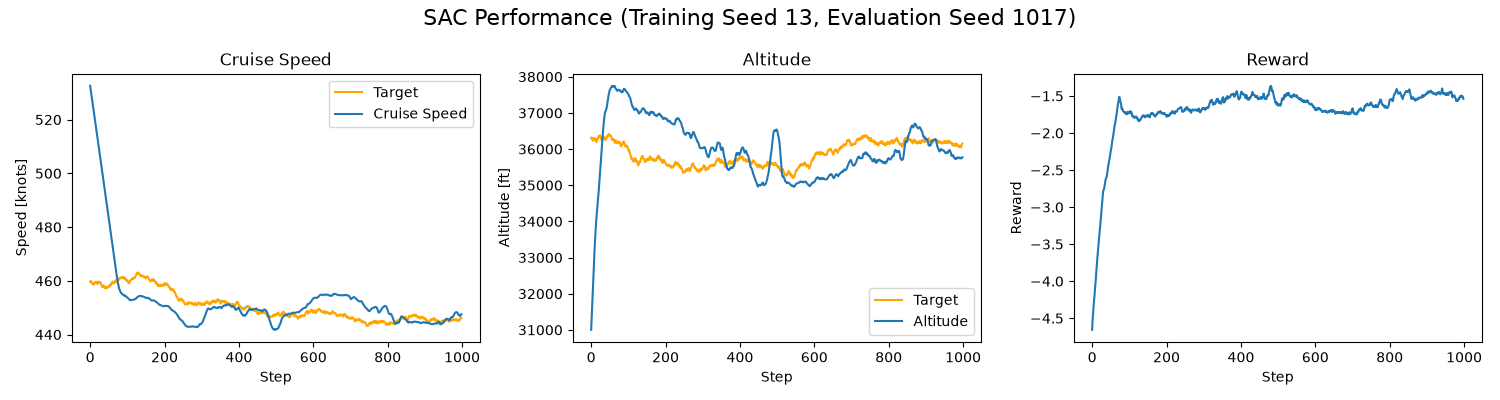 SAC Performance (Training Seed 13, Evaluation Seed 1017)
Cruise Speed
Speed [knots]
520
500
480
460
440
0 200 400 600 800 1000
Step
Target
Cruise Speed
Altitude
Altitude [ft]
38000
37000
36000
35000
34000
33000
32000
31000
0 200 400 600 800 1000
Step
Target
Altitude
Reward
Reward
−1.5
−2.0
−2.5
−3.0
−3.5
−4.0
−4.5
0 200 400 600 800 1000
Step